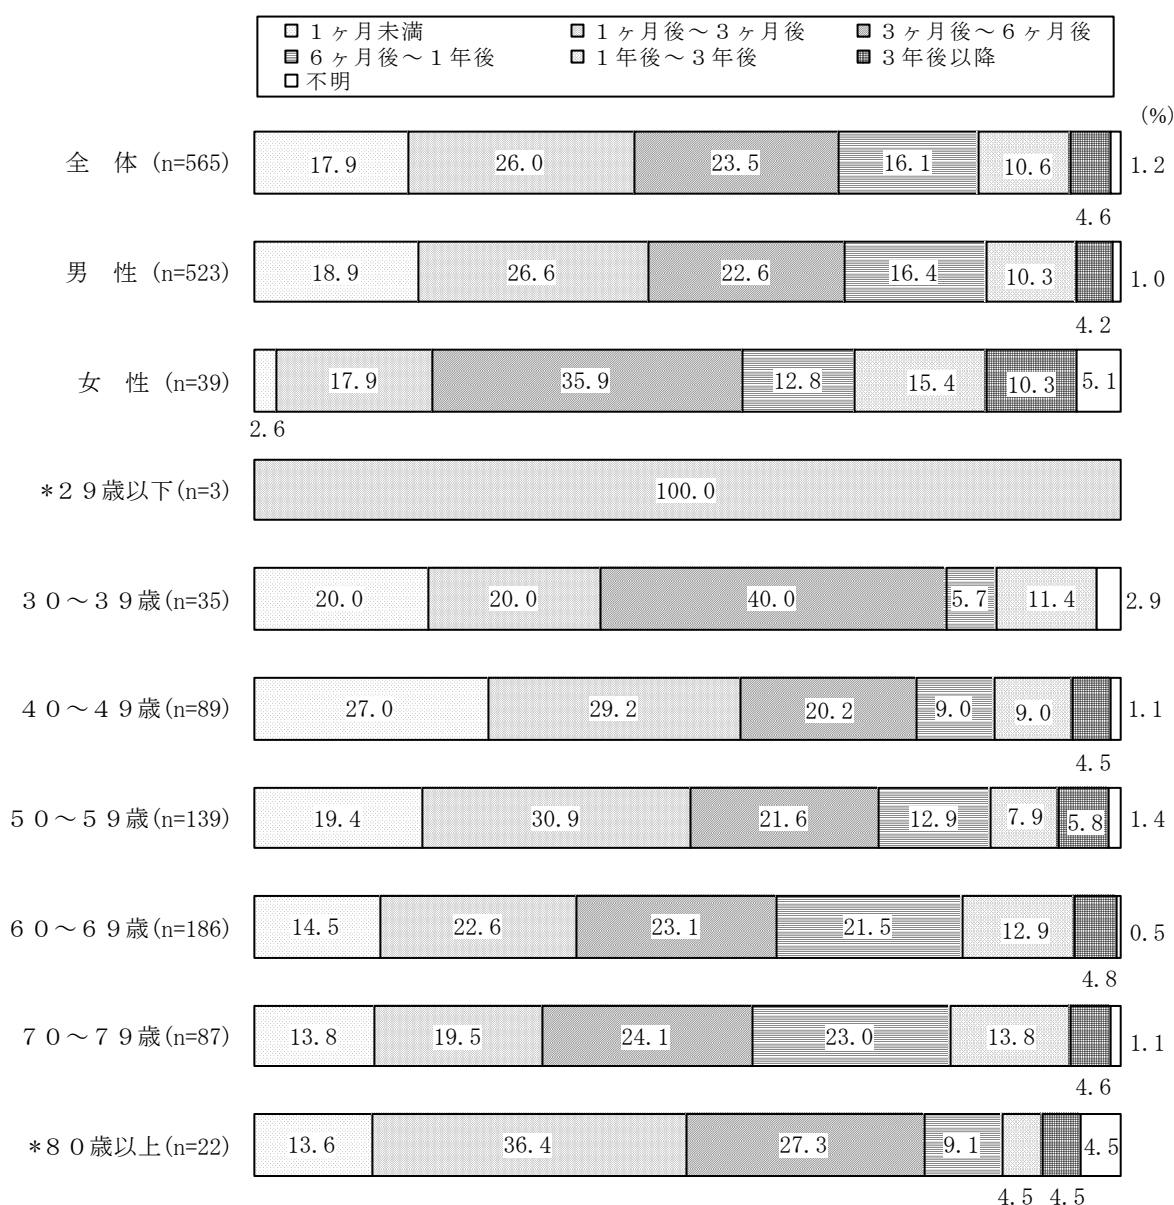 １ヶ月未満 １ヶ月後～３ヶ月後 ３ヶ月後～６ヶ月後
６ヶ月後～１年後 １年後～３年後 ３年後以降
不明
(%)
全　体 (n=565) 17.9 26.0 23.5 16.1 10.6 1.2
4.6
男　性 (n=523) 18.9 26.6 22.6 16.4 10.3 1.0
4.2
女　性 (n=39) 17.9 35.9 12.8 15.4 10.3 5.1
2.6
*２９歳以下(n=3) 100.0
３０～３９歳(n=35) 20.0 20.0 40.0 5.7 11.4 2.9
４０～４９歳(n=89) 27.0 29.2 20.2 9.0 9.0 1.1
4.5
５０～５９歳(n=139) 19.4 30.9 21.6 12.9 7.9 5.8 1.4
６０～６９歳(n=186) 14.5 22.6 23.1 21.5 12.9 0.5
4.8
７０～７９歳(n=87) 13.8 19.5 24.1 23.0 13.8 1.1
4.6
*８０歳以上(n=22) 13.6 36.4 27.3 9.1 4.5
4.5 4.5